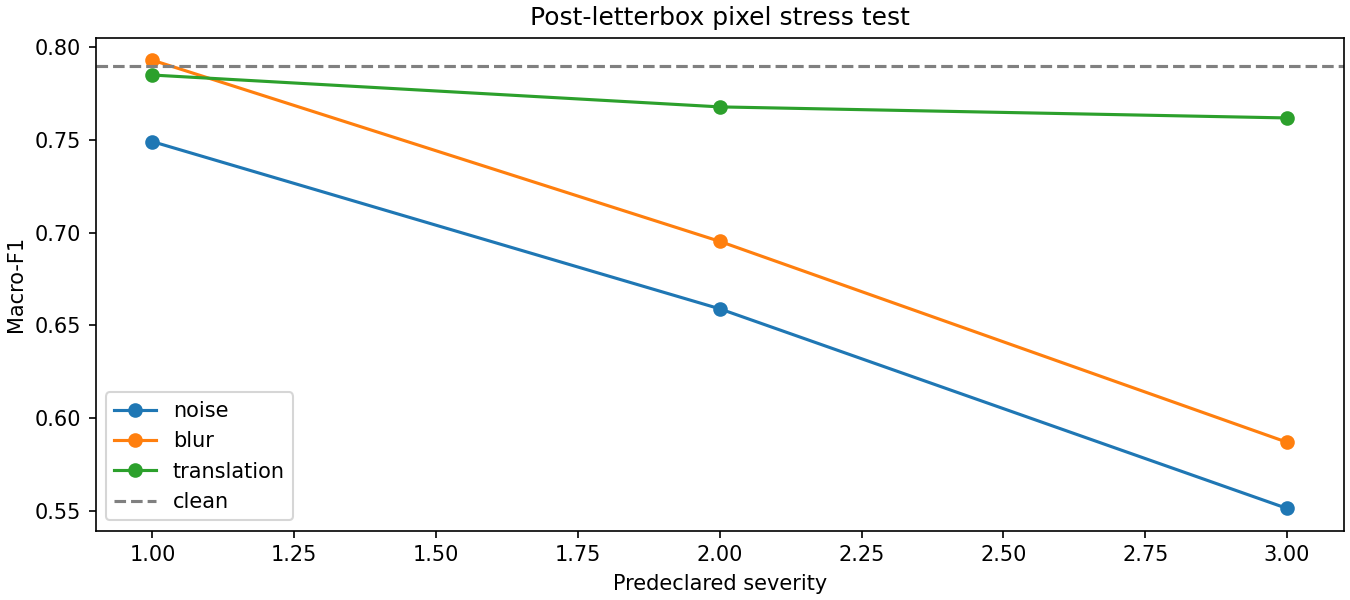 Post-letterbox pixel stress test
Macro-F1
0.80
0.75
0.70
0.65
0.60
0.55
noise
blur
translation
clean
1.00 1.25 1.50 1.75 2.00 2.25 2.50 2.75 3.00
Predeclared severity